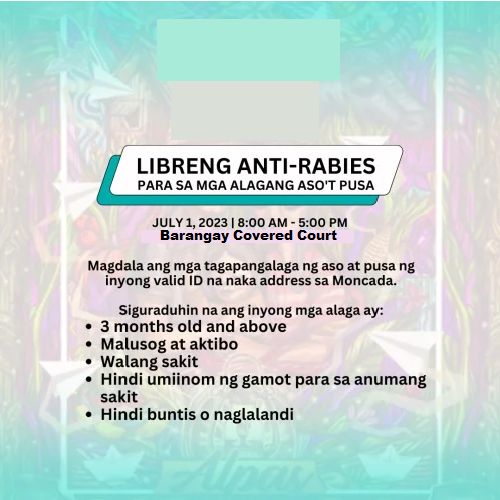 LIBRENG ANTI-RABIES
PARA SA MGA ALAGANG ASO'T PUSA
JULY 1, 2023 | 8:00 AM - 5:00 PM
Barangay Covered Court
Magdala ang mga tagapangalaga ng aso at pusa ng
inyong valid ID na naka address sa Moncada.
Siguraduhin na ang inyong mga alaga ay:
• 3 months old and above
• Malusog at aktibo
• Walang sakit
• Hindi umiinom ng gamot para sa anumang
sakit
• Hindi buntis o naglalandi